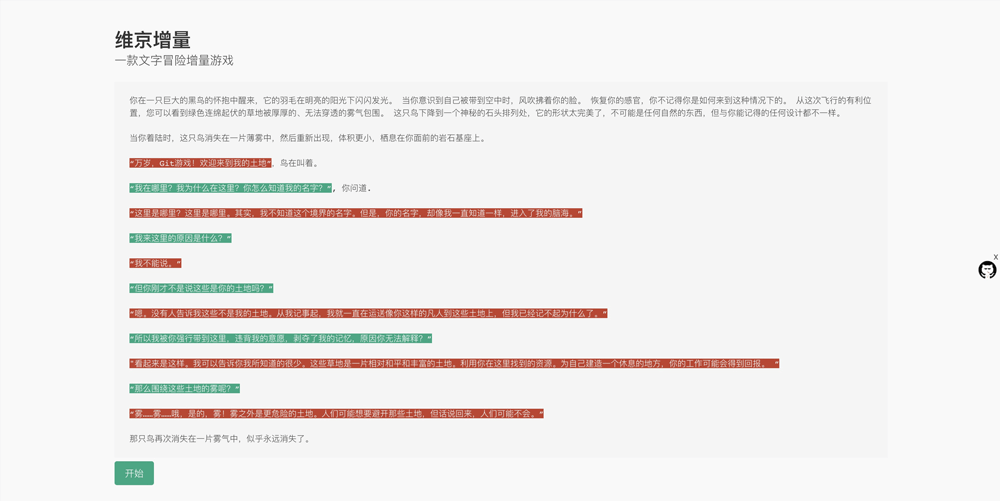 维京增量
一款文字冒险增量游戏
你在一只巨大的黑鸟的怀抱中醒来，它的羽毛在明亮的阳光下闪闪发光。 当你意识到自己被带到空中时，风吹拂着你的脸。 恢复你的感官，你不记得你是如何来到这种情况下的。 从这次飞行的有利位
置，您可以看到绿色连绵起伏的草地被厚厚的、无法穿透的雾气包围。 这只鸟下降到一个神秘的石头排列处，它的形状太完美了，不可能是任何自然的东西，但与你能记得的任何设计都不一样。
当你看陆时，这只鸟消失在一片薄雾中，然后重新出现，体积更小，栖息在你面前的岩石基座上。
“万岁，Git游戏！欢迎来到我的土地”，鸟在叫着。
“我在哪里？我为什么在这里？你怎么知道我的名字？”, 你问道.
“这里是哪里？这里是哪里。其实，我不知道这个境界的名字。但是，你的名字，却像我一直知道一样，进入了我的脑海。”
“我来这里的原因是什么？”
“我不能说。”
“但你刚才不是说这些是你的土地吗？”
“嗯。没有人告诉我这些不是我的土地。从我记事起，我就一直在运送像你这样的凡人到这些土地上，但我已经记不起为什么了。”
“所以我被你强行带到这里，违背我的意愿，剥夺了我的记忆，原因你无法解释？”
“看起来是这样。我可以告诉你我所知道的很少。这些草地是一片相对和平和丰富的土地。利用你在这里找到的资源。为自己建造一个休息的地方，你的工作可能会得到回报。 ”
“那么围绕这些土地的雾呢？”
“雾……雾……哦，是的，雾！雾之外是更危险的土地。人们可能想要避开那些土地，但话说回来，人们可能不会。”
那只鸟再次消失在一片雾气中，似乎永远消失了。
开始
X